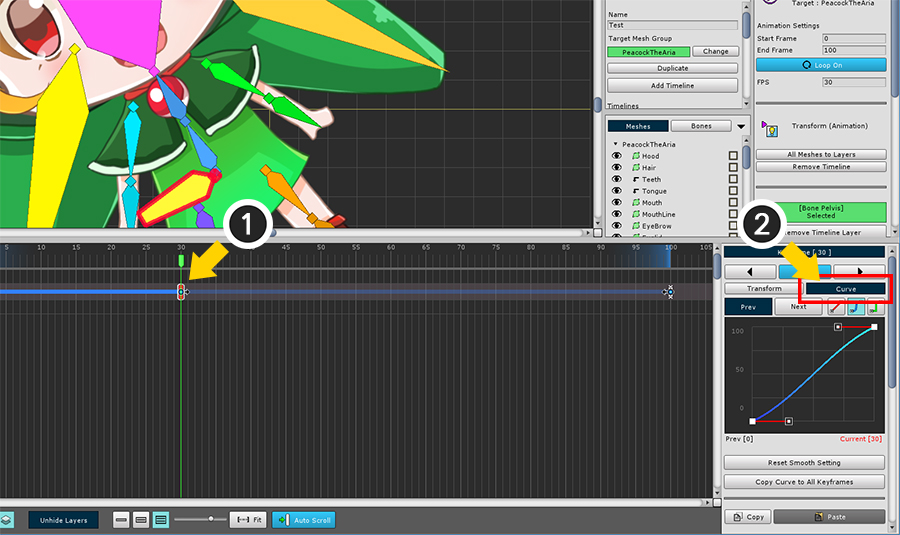 Name
Test
Target Mesh Group
PeacockTheAria
Change
Duplicate
Add Timeline
Timelines
Meshes
Bones
PeacockTheAria
Hood
Hair
Teeth
Tongue
Mouth
MouthLine
EyeBrow
Target : PeacockTheAria
Animation Settings
Start Frame
0
End Frame
100
Loop On
FPS
30
Transform (Animation)
All Meshes to Layers
Remove Timeline
[Bone Pelvis]
Selected
Remove Timeline Layer
1
2
5
10
15
20
25
30
45
50
55
60
65
70
75
80
85
90
95
100
105
[ 30 ]
Transform
Curve
Prev
Next
100
50
0
Prev [0]
Current [30]
Reset Smooth Setting
Copy Curve to All Keyframes
Copy
Paste
Unhide Layers
Fit
Auto Scroll